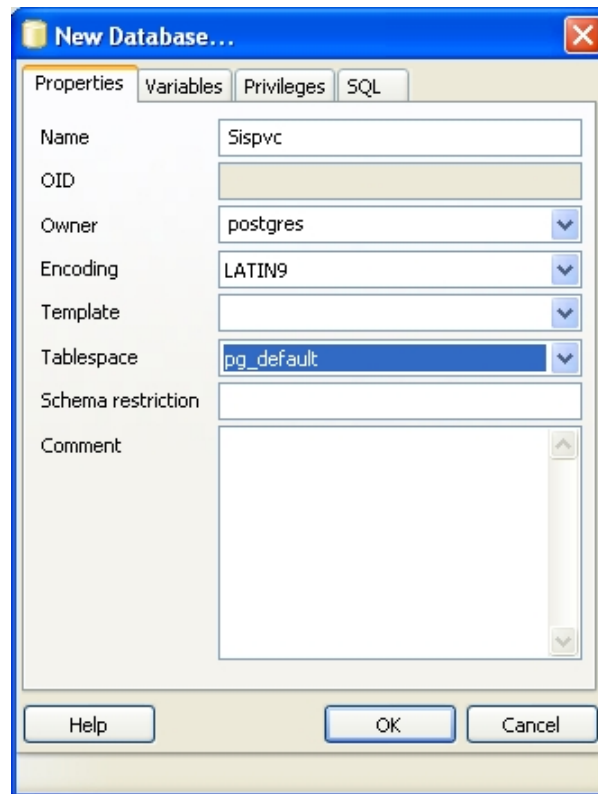 New Database...
Properties Variables Privileges SQL
Name Sispvc
OID
Owner postgres
Encoding LATIN9
Template
Tablespace pg_default
Schema restriction
Comment
Help OK Cancel